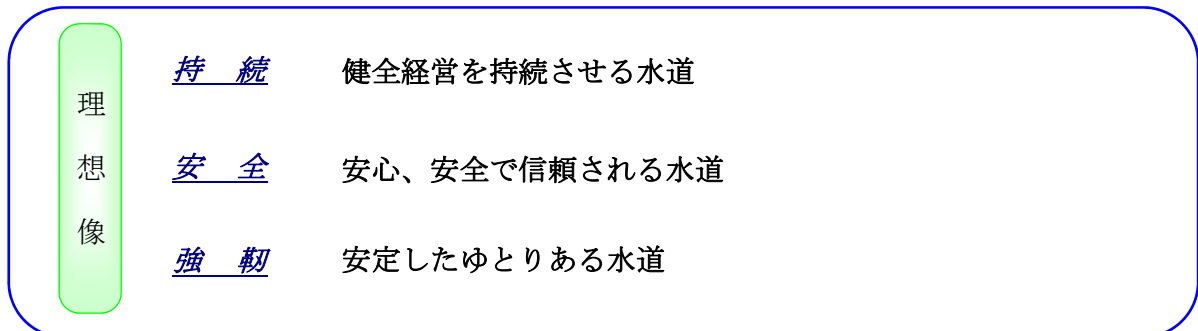 理想像
持　続　健全経営を持続させる水道
安　全　安心、安全で信頼される水道
強　靭　安定したゆとりある水道